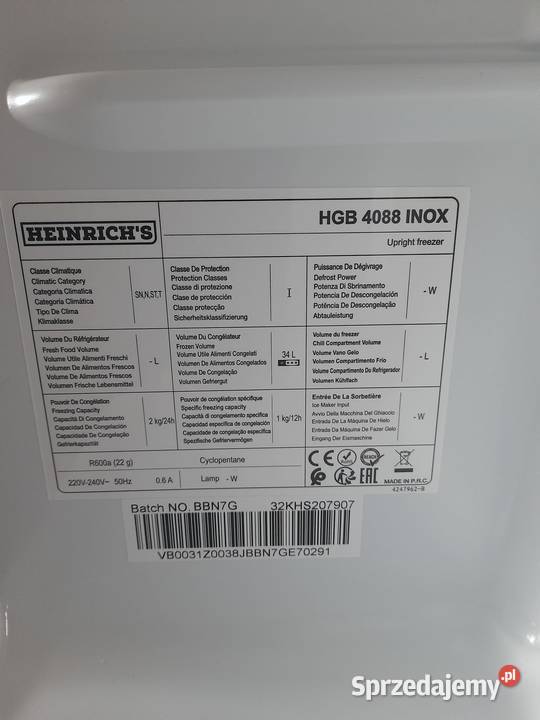 HEINRICH'S
HGB 4088 INOX
Upright freezer
Classe Climatique
Climatic Category
Categoria Climatica
Categoria Climática
Tipo De Clima
Klimaklasse
SN,N,ST,T
Classe De Protection
Protection Classes
Classe di protezione
Clase de protección
Classe protecção
Sicherheitsklassifizierung
I
Puissance De Dégivrage
Defrost Power
Potenza Di Sbrinamento
Potencia De Descongelación
Potência De Descongelação
Abtauleistung
- W
Volume Du Réfrigérateur
Fresh Food Volume
Volume Utile Alimenti Freschi
Volumen De Alimentos Frescos
Volume De Alimentos Frescos
Volumen Frische Lebensmittel
- L
Volume Du Congélateur
Frozen Volume
Volume Utile Alimenti Congelati
Volumen De Alimentos Congelados
Volume De Congelação
Volumen Gefriergut
34 L
Volume du freezer
Chill Compartment Volume
Volume Vano Gelo
Volumen Compartimento Frio
Volume Compartimento Do Refrigerador
Volumen Kühlfach
- L
Pouvoir De Congélation
Freezing Capacity
Capacità Di Congelamento
Capacidad De Congelación
Capacidade De Congelação
Gefrierkapazität
2 kg/24h
Pouvoir de congélation spécifique
Specific freezing capacity
Capacità di congelamento specifica
Capacidad específica de congelación
Capacidade de congelação específica
Spezifische Gefriervermögen
1 kg/12h
Entrée De La Sorbetière
Ice Maker Input
Avvio Della Macchina Del Ghiaccio
Entrada De La Máquina De Hielo
Entrada Da Máquina De Fazer Gelo
Eingang Der Eismaschine
- W
R600a (22 g)
Cyclopentane
220V-240V~ 50Hz
0.6 A
Lamp - W
CE
RoHS
REACH
EAC
MADE IN P.R.C.
4247962-B
Batch NO. BBN7G
32KHS207907
VB0031Z0038JBBN7GE70291
Sprzedajemy.pl